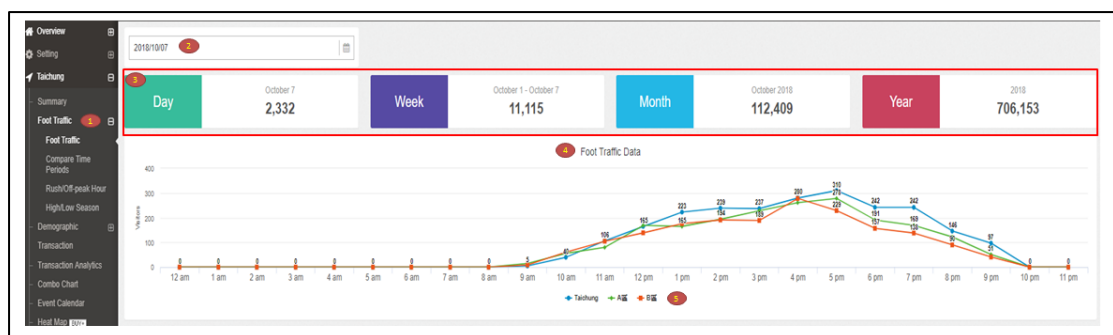 Overview
Setting
Taichung
Summary
Foot Traffic 1
Foot Traffic
Compare Time
Periods
Rush/Off-peak Hour
High/Low Season
Demographic
Transaction
Transaction Analytics
Combo Chart
Event Calendar
Heat Map
2018/10/07 2
3
Day October 7 2,332
Week October 1 - October 7 11,115
Month October 2018 112,409
Year 2018 706,153
4 Foot Traffic Data
Visitors
400
300
200
100
0
0 0 0 0 0 0 0 0 0 5 40 106 165 223 239 237 280 310 242 242 146 97 0 0
165 194 189 278 229 191 157 169 90
12 am 1 am 2 am 3 am 4 am 5 am 6 am 7 am 8 am 9 am 10 am 11 am 12 pm 1 pm 2 pm 3 pm 4 pm 5 pm 6 pm 7 pm 8 pm 9 pm 10 pm 11 pm
Taichung A區 B區 5